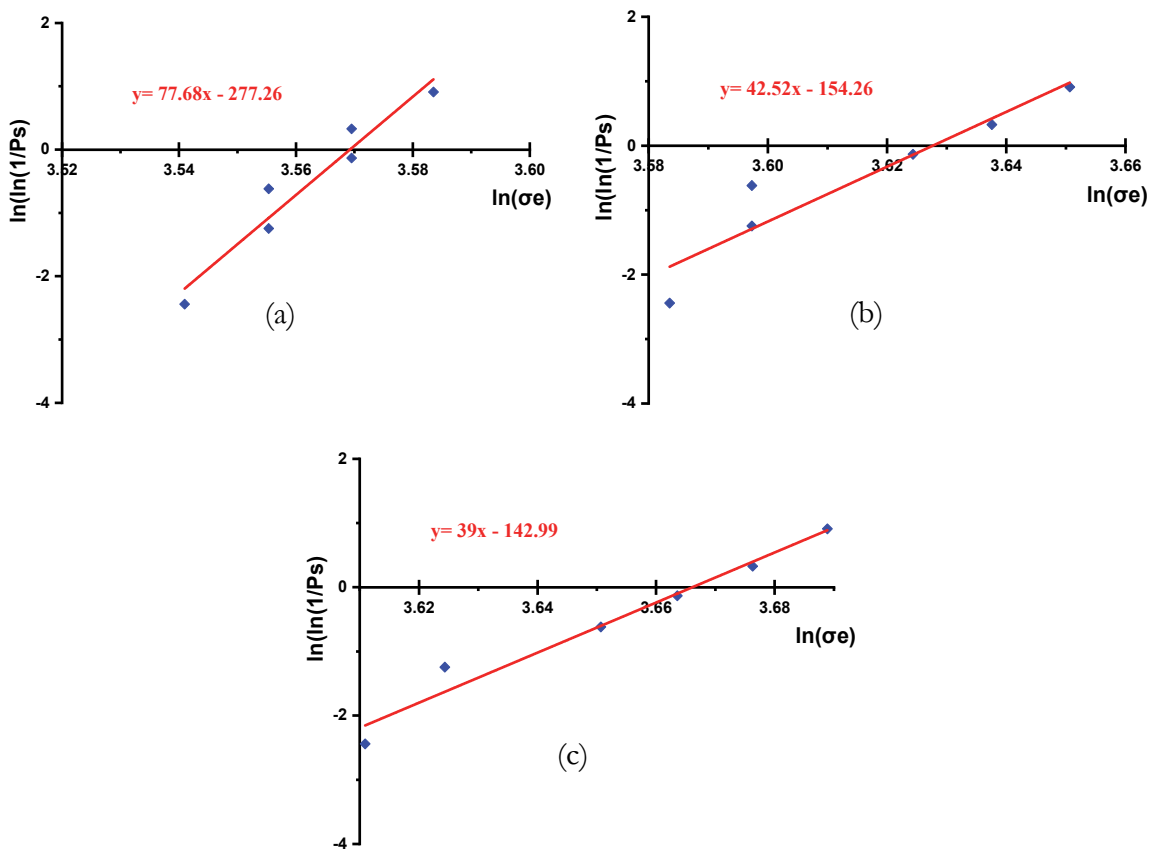 2
y= 77.68x - 277.26
0
3.52
3.54
3.56
3.58
3.60
ln(σe)
-2
-4
ln(ln(1/Ps)
(a)
2
y= 42.52x - 154.26
0
3.58
3.60
3.62
3.64
3.66
ln(σe)
-2
-4
ln(ln(1/Ps)
(b)
2
y= 39x - 142.99
0
3.62
3.64
3.66
3.68
ln(σe)
-2
-4
ln(ln(1/Ps)
(c)